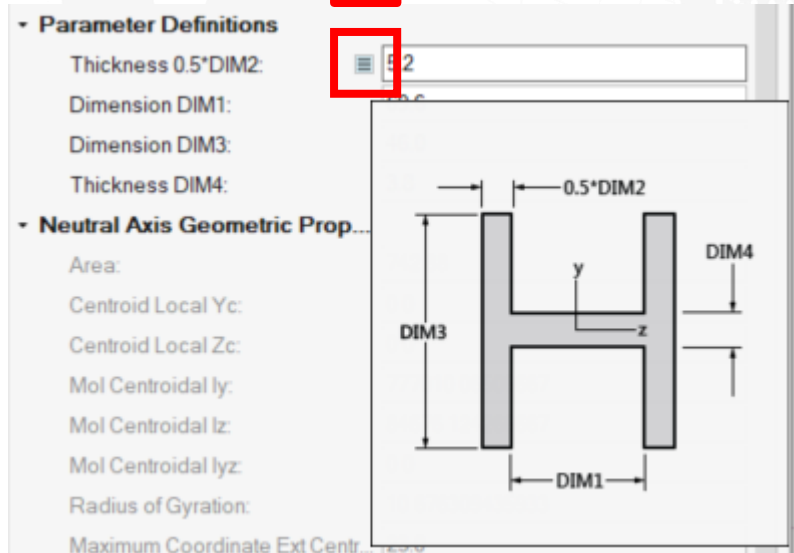 Parameter Definitions
Thickness 0.5*DIM2: 5.2
Dimension DIM1:
Dimension DIM3:
Thickness DIM4:
Neutral Axis Geometric Prop...
Area:
Centroid Local Yc:
Centroid Local Zc:
MoI Centroidal Iy:
MoI Centroidal Iz:
MoI Centroidal Iyz:
Radius of Gyration:
Maximum Coordinate Ext Centr...
0.5*DIM2
DIM4
y
DIM3
z
DIM1